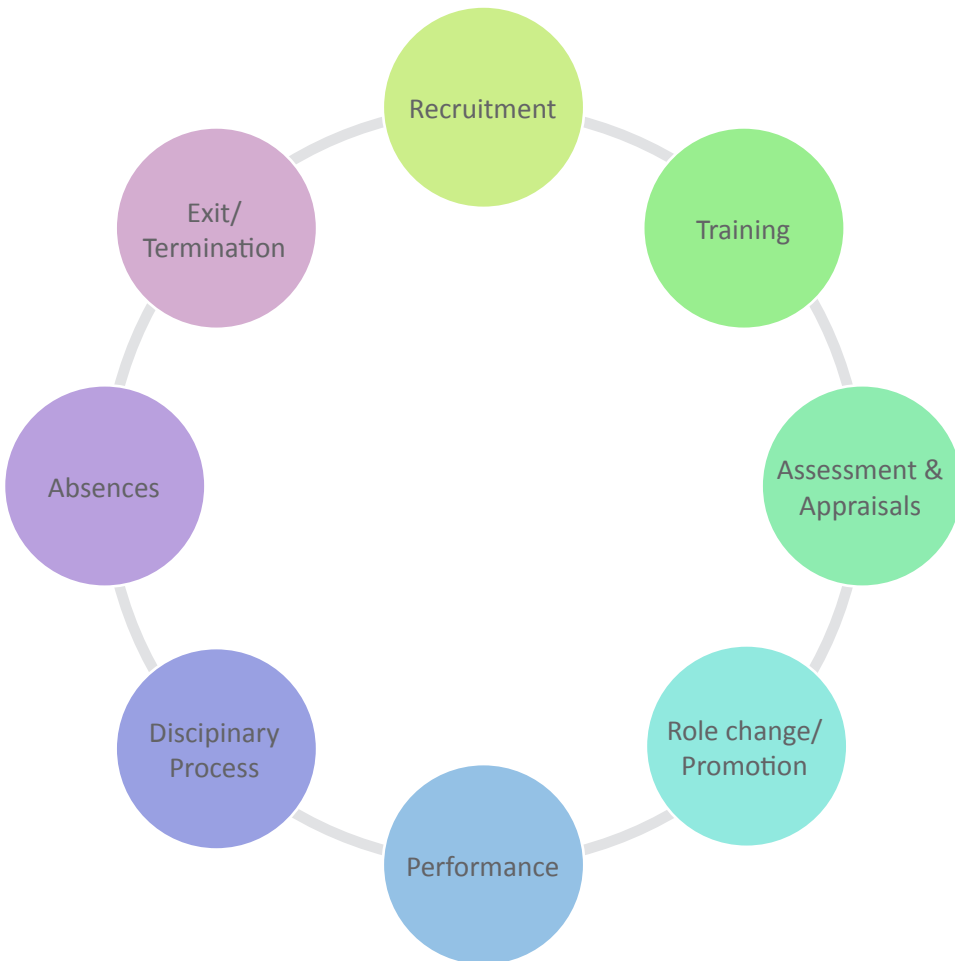 Recruitment
Training
Assessment &
Appraisals
Role change/
Promotion
Performance
Discipinary
Process
Absences
Exit/
Termination